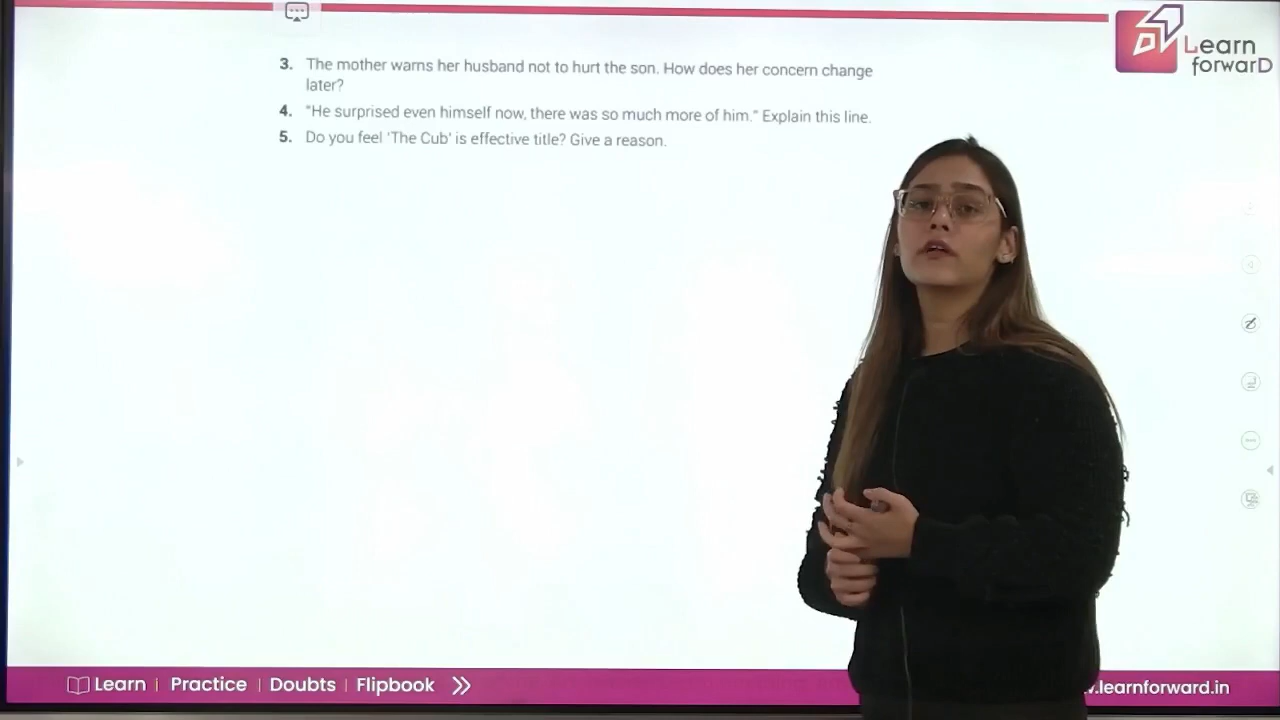 Learn
forwarD
3. The mother warns her husband not to hurt the son. How does her concern change
later?
4. "He surprised even himself now, there was so much more of him." Explain this line.
5. Do you feel 'The Cub' is effective title? Give a reason.
Learn | Practice | Doubts | Flipbook
.learnforward.in